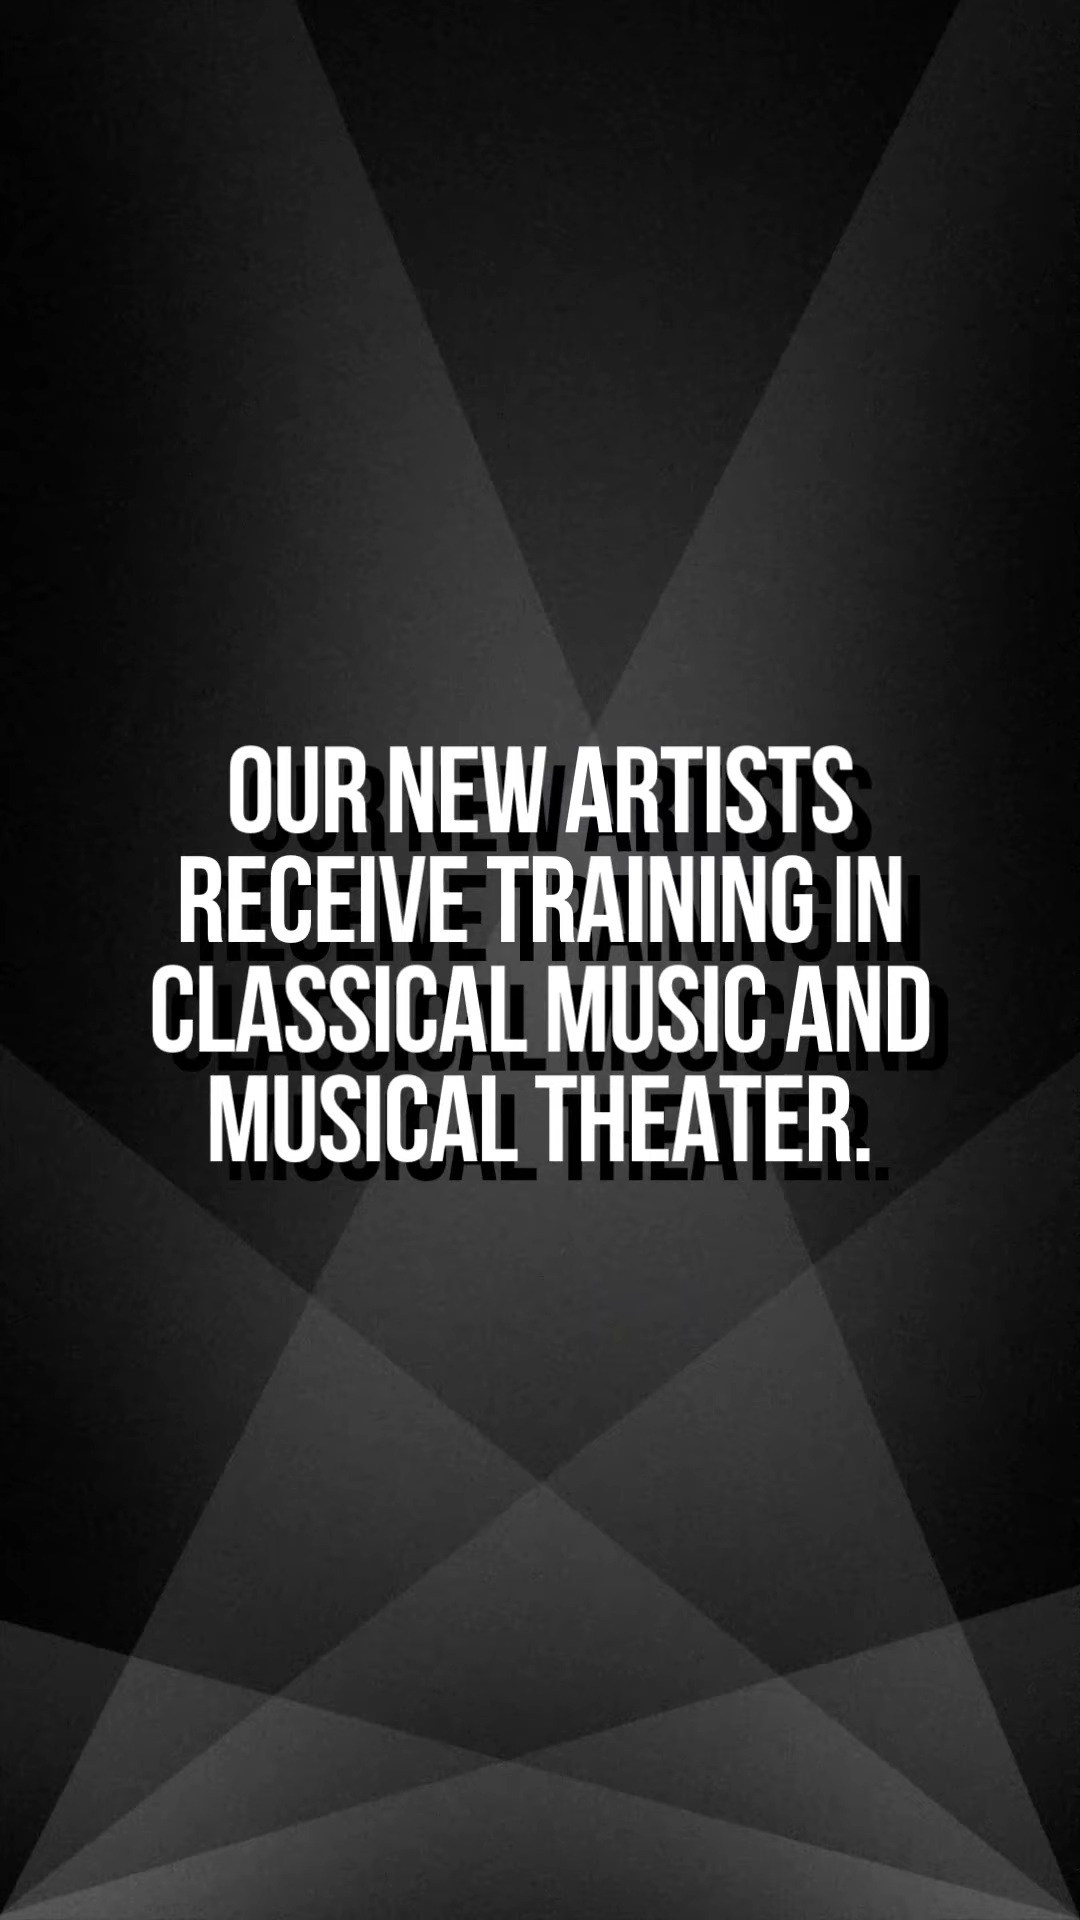 OUR NEW ARTISTS
RECEIVE TRAINING IN
CLASSICAL MUSIC AND
MUSICAL THEATER.